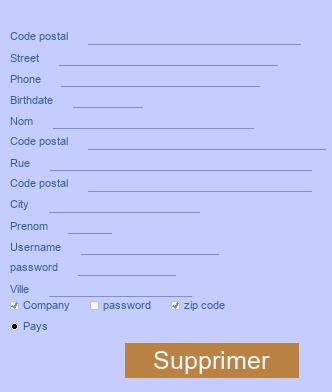 Code postal
Street
Phone
Birthdate
Nom
Code postal
Rue
Code postal
City
Prenom
Username
password
Ville
Company password zip code
Pays
Supprimer